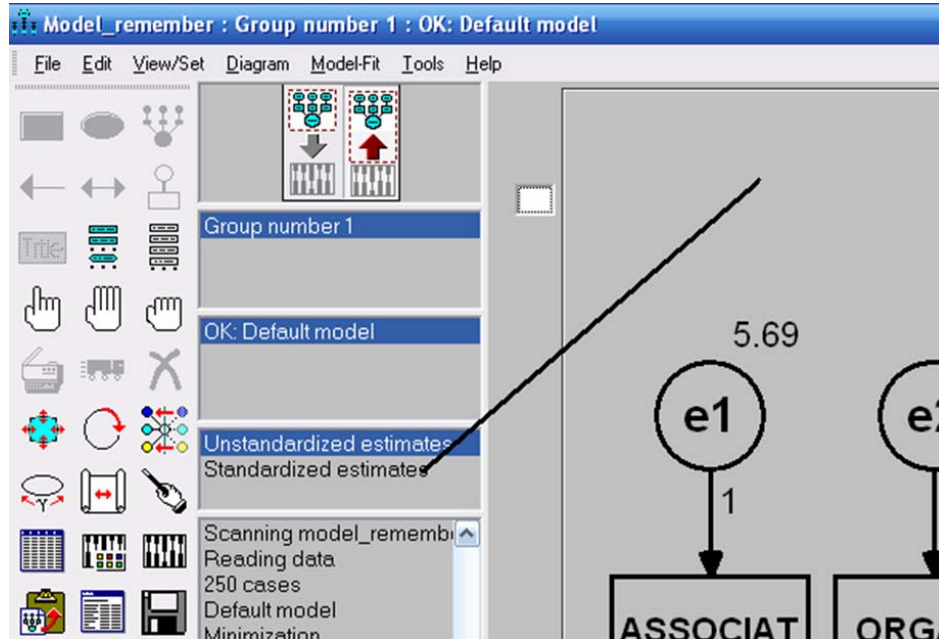 Model_remember : Group number 1 : OK: Default model
File Edit View/Set Diagram Model-Fit Tools Help
Title
Group number 1
OK: Default model
Unstandardized estimates
Standardized estimates
Scanning model_remembe
Reading data
250 cases
Default model
Minimization
5.69
e1
e2
1
ASSOCIAT
ORG